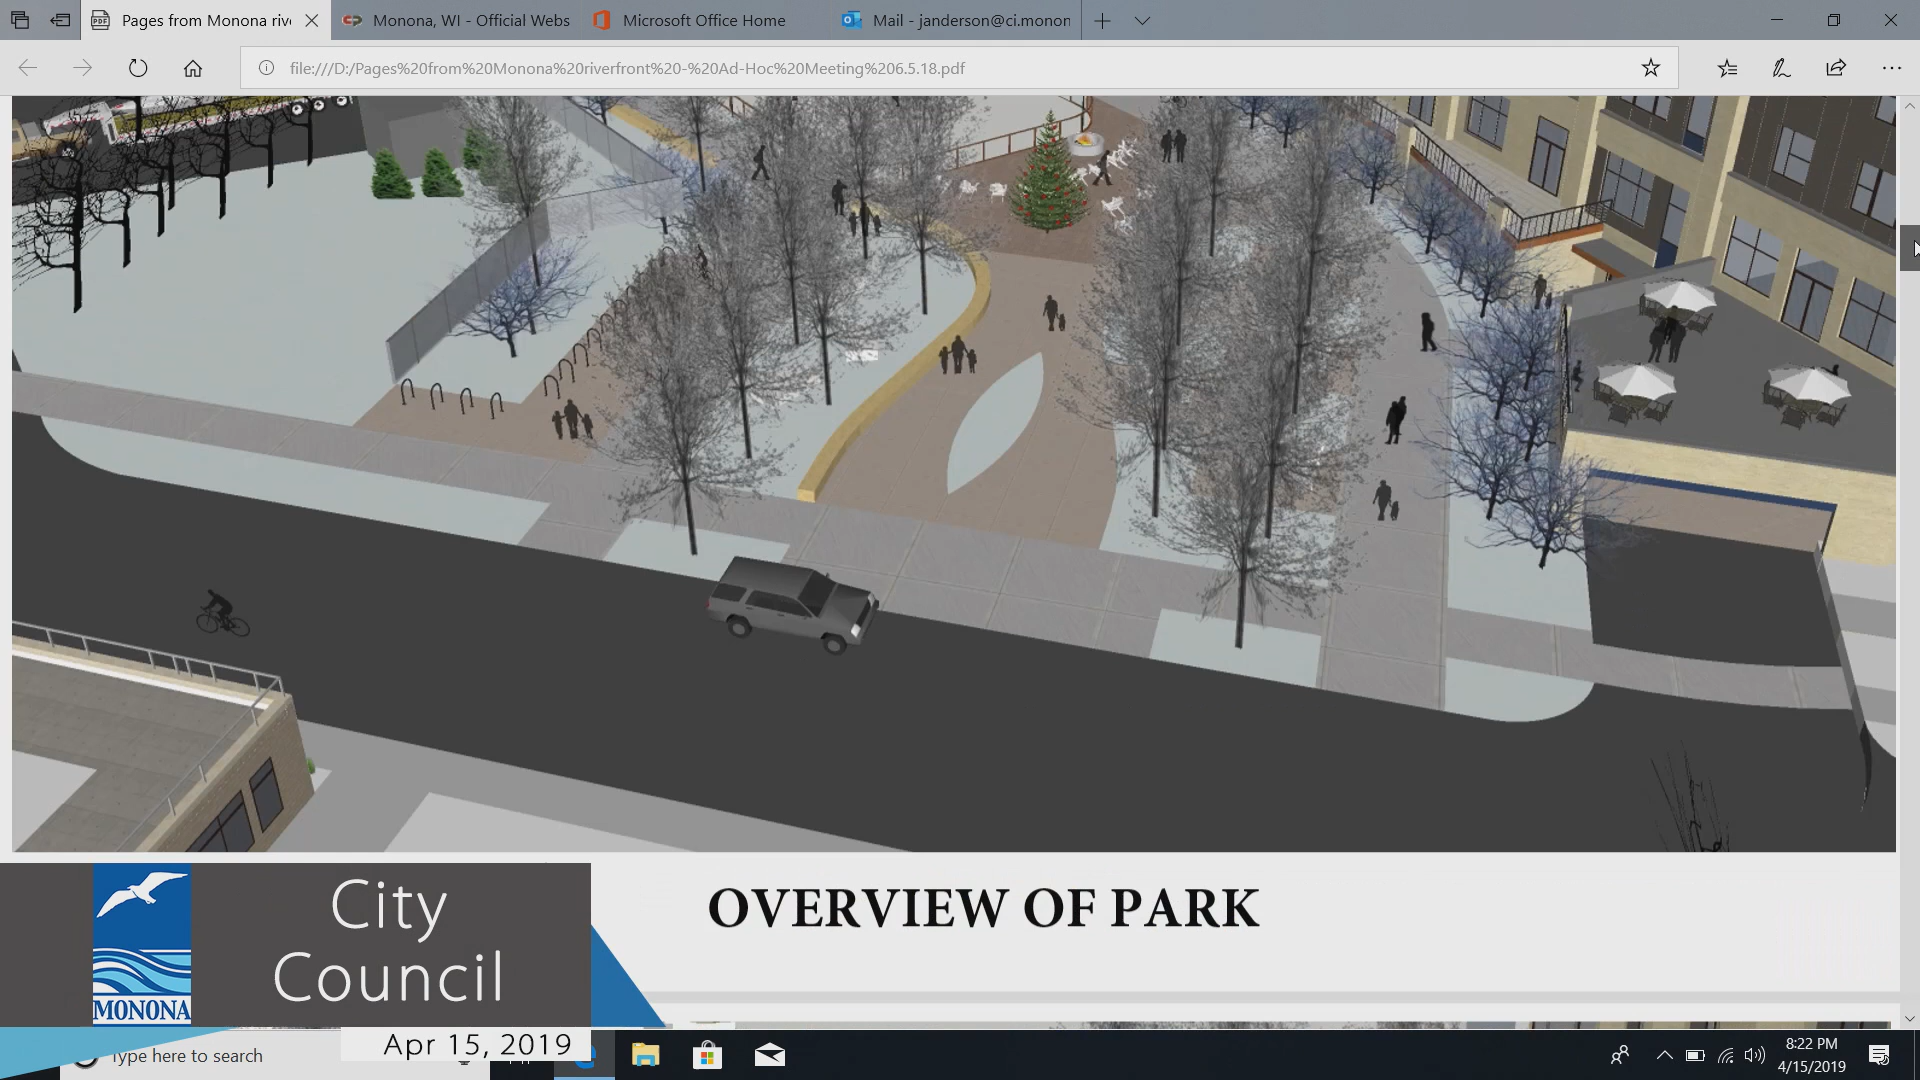 Pages from Monona rive
Monona, WI - Official Webs
Microsoft Office Home
Mail - janderson@ci.monon
file:///D:/Pages%20from%20Monona%20riverfront%20-%20Ad-Hoc%20Meeting%206.5.18.pdf
OVERVIEW OF PARK
City
Council
MONONA
Apr 15, 2019
Type here to search
8:22 PM
4/15/2019